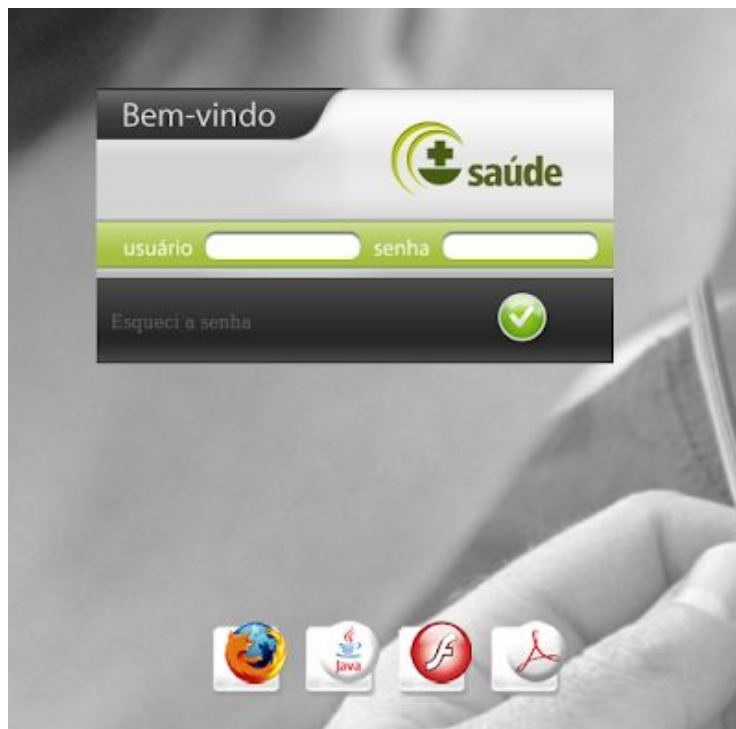 Bem-vindo
saúde
usuário senha
Esqueci a senha
Java